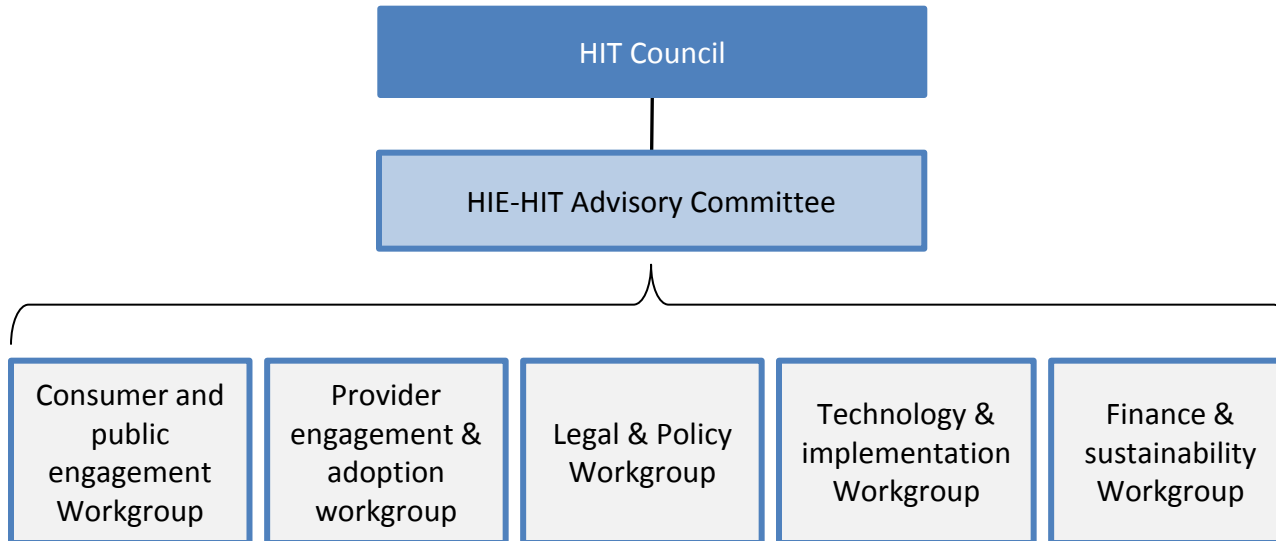 HIT Council
HIE-HIT Advisory Committee
Consumer and
public
engagement
Workgroup
Provider
engagement &
adoption
workgroup
Legal & Policy
Workgroup
Technology &
implementation
Workgroup
Finance &
sustainability
Workgroup